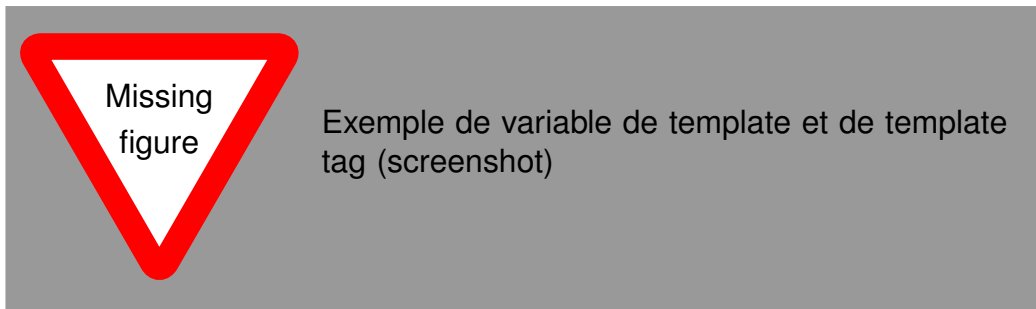 Missing
figure
Exemple de variable de template et de template
tag (screenshot)